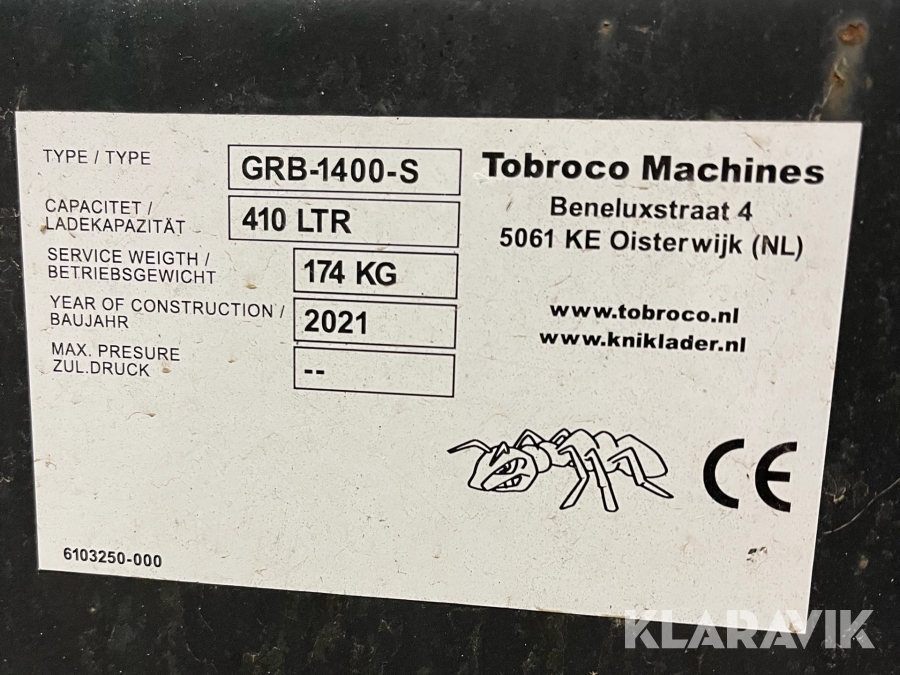 TYPE / TYPE
GRB-1400-S
CAPACITET /
LADEKAPAZITÄT
410 LTR
SERVICE WEIGTH /
BETRIEBSGEWICHT
174 KG
YEAR OF CONSTRUCTION /
BAUJAHR
2021
MAX. PRESURE
ZUL.DRUCK
--
Tobroco Machines
Beneluxstraat 4
5061 KE Oisterwijk (NL)
www.tobroco.nl
www.kniklader.nl
CE
6103250-000
KLARAVIK